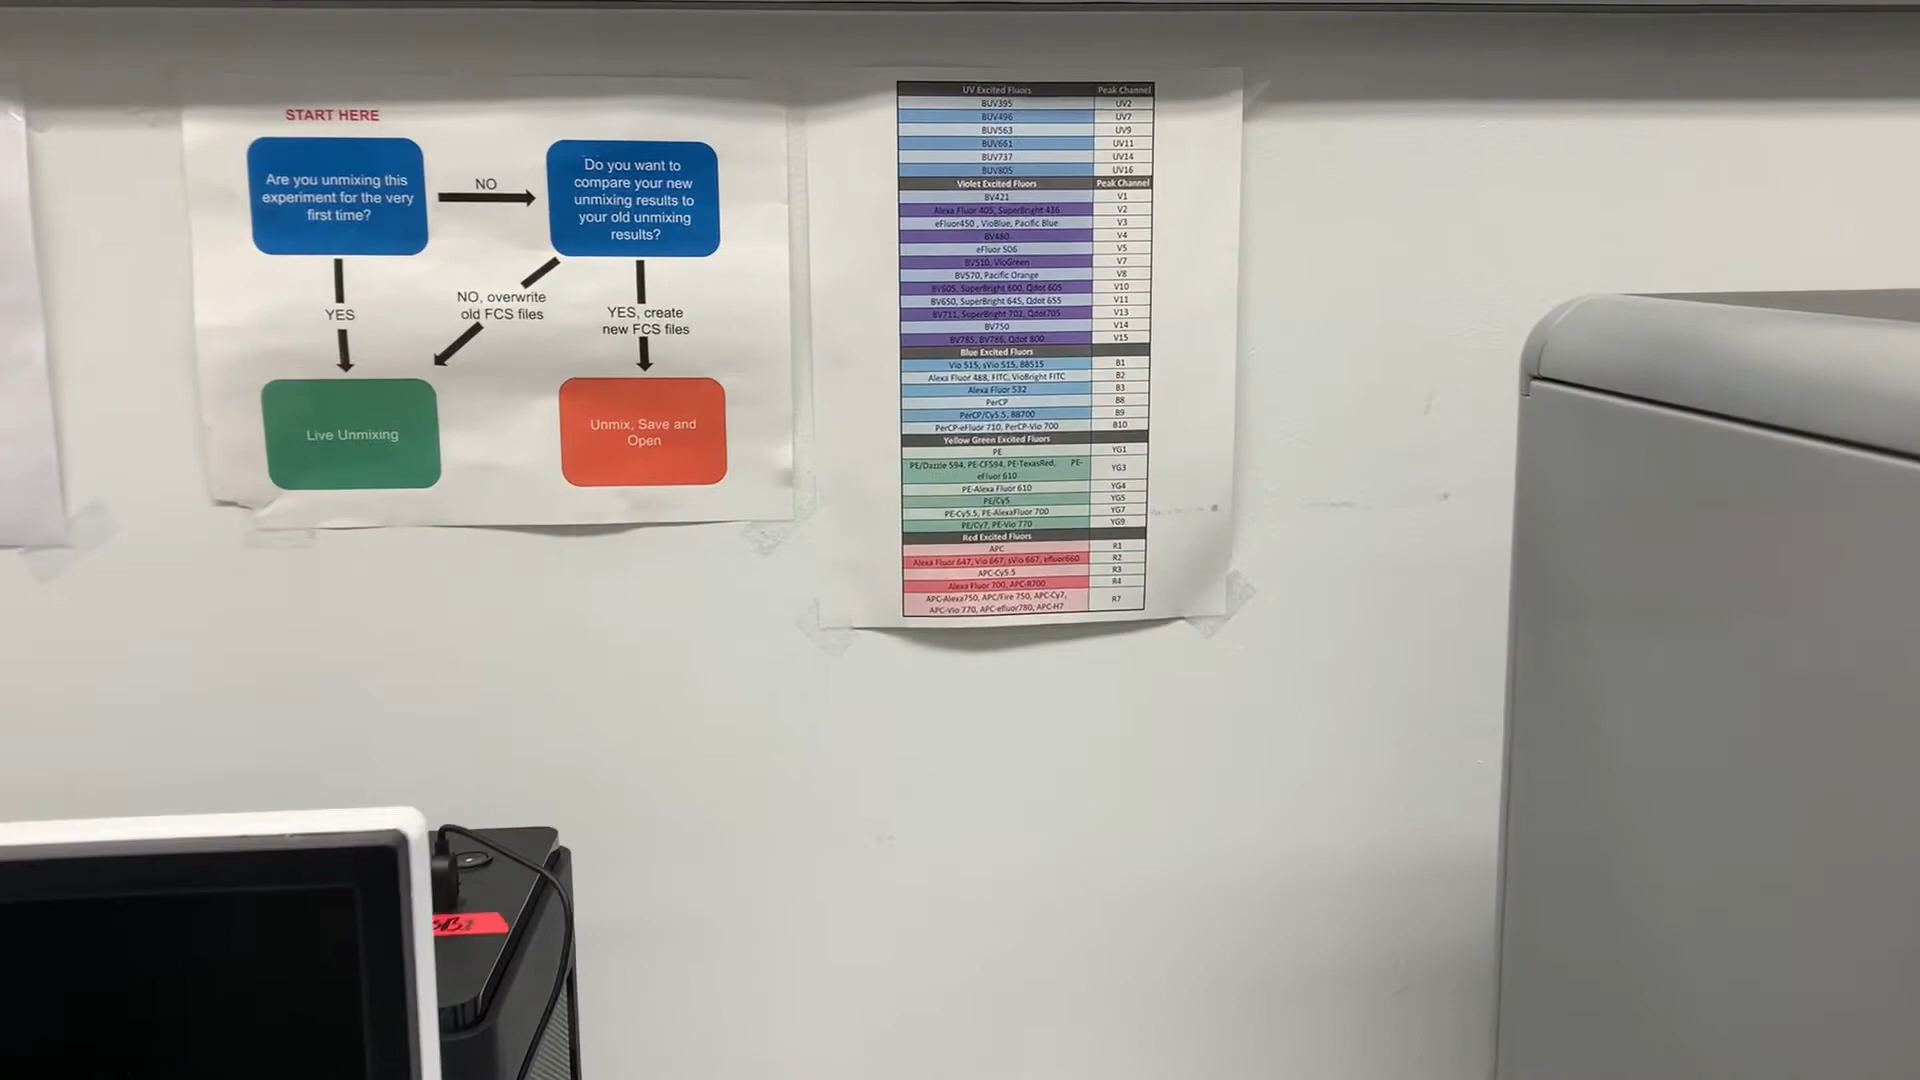 START HERE
Are you unmixing this
experiment for the very
first time?
NO
Do you want to
compare your new
unmixing results to
your old unmixing
results?
YES
NO, overwrite
old FCS files
YES, create
new FCS files
Live Unmixing
Unmix, Save and
Open
UV Excited Fluors Peak Channel
BUV395 UV2
BUV496 UV7
BUV563 UV9
BUV661 UV11
BUV737 UV14
BUV805 UV16
Violet Excited Fluors Peak Channel
BV421 V1
Alexa Fluor 405, SuperBright 436 V2
eFluor450 , VioBlue, Pacific Blue V3
BV480 V4
eFluor 506 V5
BV510, VioGreen V7
BV570, Pacific Orange V8
BV605, SuperBright 600, Qdot 605 V10
BV650, SuperBright 645, Qdot 655 V11
BV711, SuperBright 702, Qdot705 V13
BV750 V14
BV785, BV786, Qdot 800 V15
Blue Excited Fluors
Vio 515, sVio 515, BB515 B1
Alexa Fluor 488, FITC, VioBright FITC B2
Alexa Fluor 532 B3
PerCP B8
PerCP/Cy5.5, BB700 B9
PerCP-eFluor 710, PerCP-Vio 700 B10
Yellow Green Excited Fluors
PE YG1
PE/Dazzle 594, PE-CF594, PE-TexasRed, PE-
eFluor 610 YG3
PE-Alexa Fluor 610 YG4
PE/Cy5 YG5
PE-Cy5.5, PE-AlexaFluor 700 YG7
PE/Cy7, PE-Vio 770 YG9
Red Excited Fluors
APC R1
Alexa Fluor 647, Vio 667, sVio 667, efluor660 R2
APC-Cy5.5 R3
Alexa Fluor 700, APC-R700 R4
APC-Alexa750, APC/Fire 750, APC-Cy7,
APC-Vio 770, APC-efluor780, APC-H7 R7